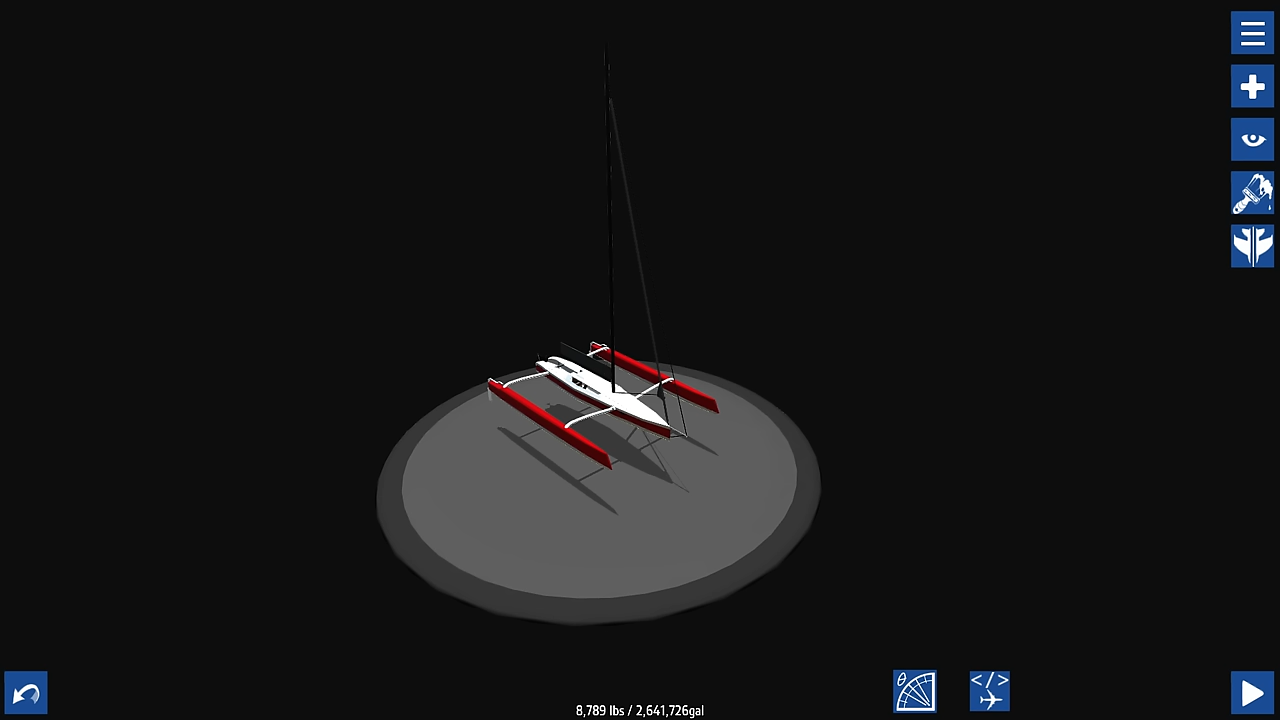 θ
</>
8,789 lbs / 2,641,726gal